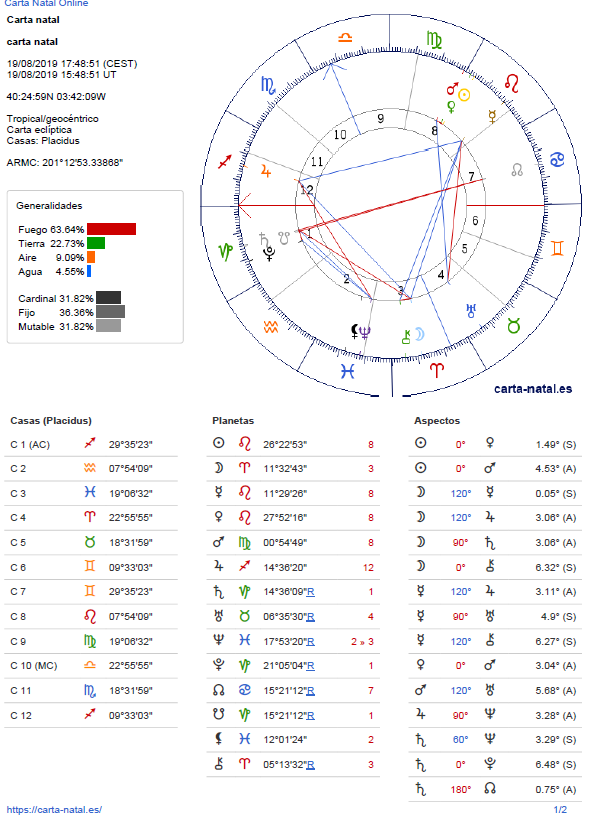 Carta Natal Online
Carta natal
carta natal
19/08/2019 17:48:51 (CEST)
19/08/2019 15:48:51 UT
40:24:59N 03:42:09W
Tropical/geocéntrico
Carta eclíptica
Casas: Placidus
ARMC: 201°12'53.33868"
Generalidades
Fuego 63.64%
Tierra 22.73%
Aire 9.09%
Agua 4.55%
Cardinal 31.82%
Fijo 36.36%
Mutable 31.82%
♎ ♍ ♏ ♌ ♐ ♋ ♑ ♊ ♒ ♉ ♓ ♈
1 2 3 4 5 6 7 8 9 10 11 12
carta-natal.es
Casas (Placidus)
C 1 (AC) ♐ 29°35'23"
C 2 ♒ 07°54'09"
C 3 ♓ 19°06'32"
C 4 ♈ 22°55'55"
C 5 ♉ 18°31'59"
C 6 ♊ 09°33'03"
C 7 ♊ 29°35'23"
C 8 ♌ 07°54'09"
C 9 ♍ 19°06'32"
C 10 (MC) ♎ 22°55'55"
C 11 ♏ 18°31'59"
C 12 ♐ 09°33'03"
Planetas
☉ ♌ 26°22'53" 8
☽ ♈ 11°32'43" 3
☿ ♌ 11°29'26" 8
♀ ♌ 27°52'16" 8
♂ ♍ 00°54'49" 8
♃ ♐ 14°36'20" 12
♄ ♑ 14°36'09"R 1
♅ ♉ 06°35'30"R 4
♆ ♓ 17°53'20"R 2 » 3
♇ ♑ 21°05'04"R 1
☊ ♋ 15°21'12"R 7
☋ ♑ 15°21'12"R 1
⚸ ♓ 12°01'24" 2
⚷ ♈ 05°13'32"R 3
Aspectos
☉ 0° ♀ 1.49° (S)
☉ 0° ♂ 4.53° (A)
☽ 120° ☿ 0.05° (S)
☽ 120° ♃ 3.06° (A)
☽ 90° ♄ 3.06° (A)
☽ 0° ⚷ 6.32° (S)
☿ 120° ♃ 3.11° (A)
☿ 90° ♅ 4.9° (S)
☿ 120° ⚷ 6.27° (S)
♀ 0° ♂ 3.04° (A)
♂ 120° ♅ 5.68° (A)
♃ 90° ♆ 3.28° (A)
♄ 60° ♆ 3.29° (S)
♄ 0° ♇ 6.48° (S)
♄ 180° ☊ 0.75° (A)
https://carta-natal.es/
1/2